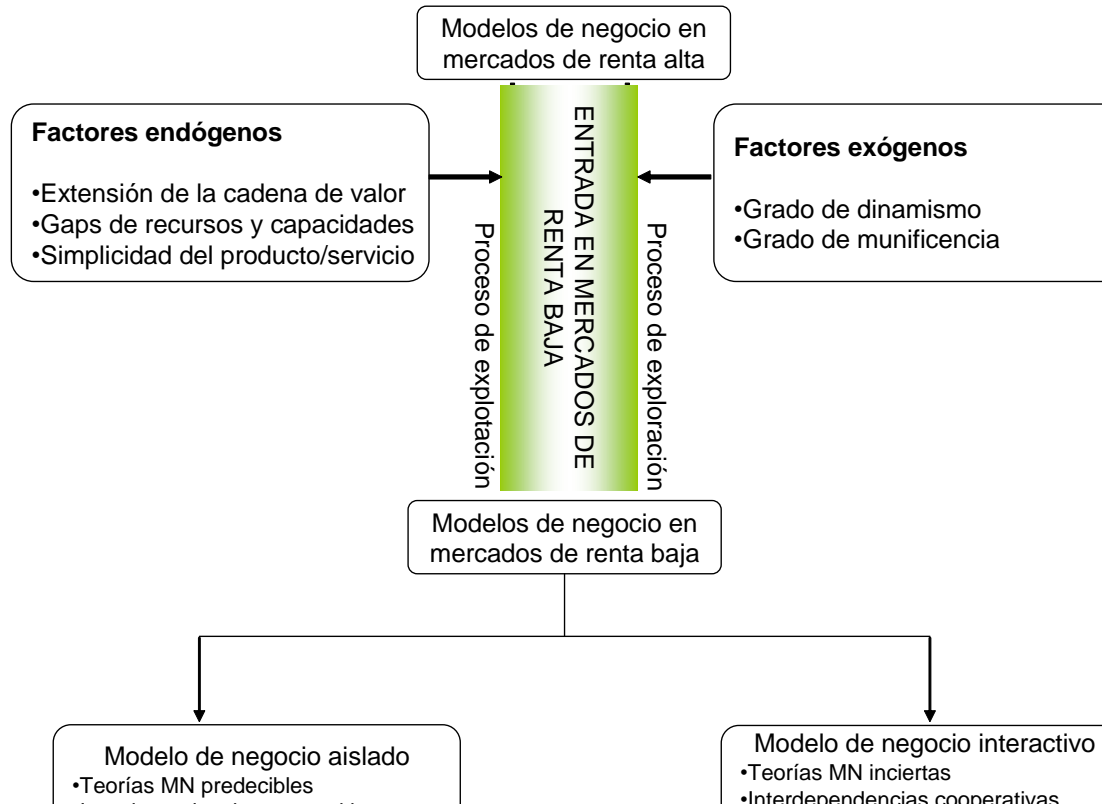 Modelos de negocio en
mercados de renta alta
Factores endógenos
•Extensión de la cadena de valor
•Gaps de recursos y capacidades
•Simplicidad del producto/servicio
Proceso de explotación
ENTRADA EN MERCADOS DE
RENTA BAJA
Proceso de exploración
Factores exógenos
•Grado de dinamismo
•Grado de munificencia
Modelos de negocio en
mercados de renta baja
Modelo de negocio aislado
•Teorías MN predecibles
Modelo de negocio interactivo
•Teorías MN inciertas
•Interdependencias cooperativas